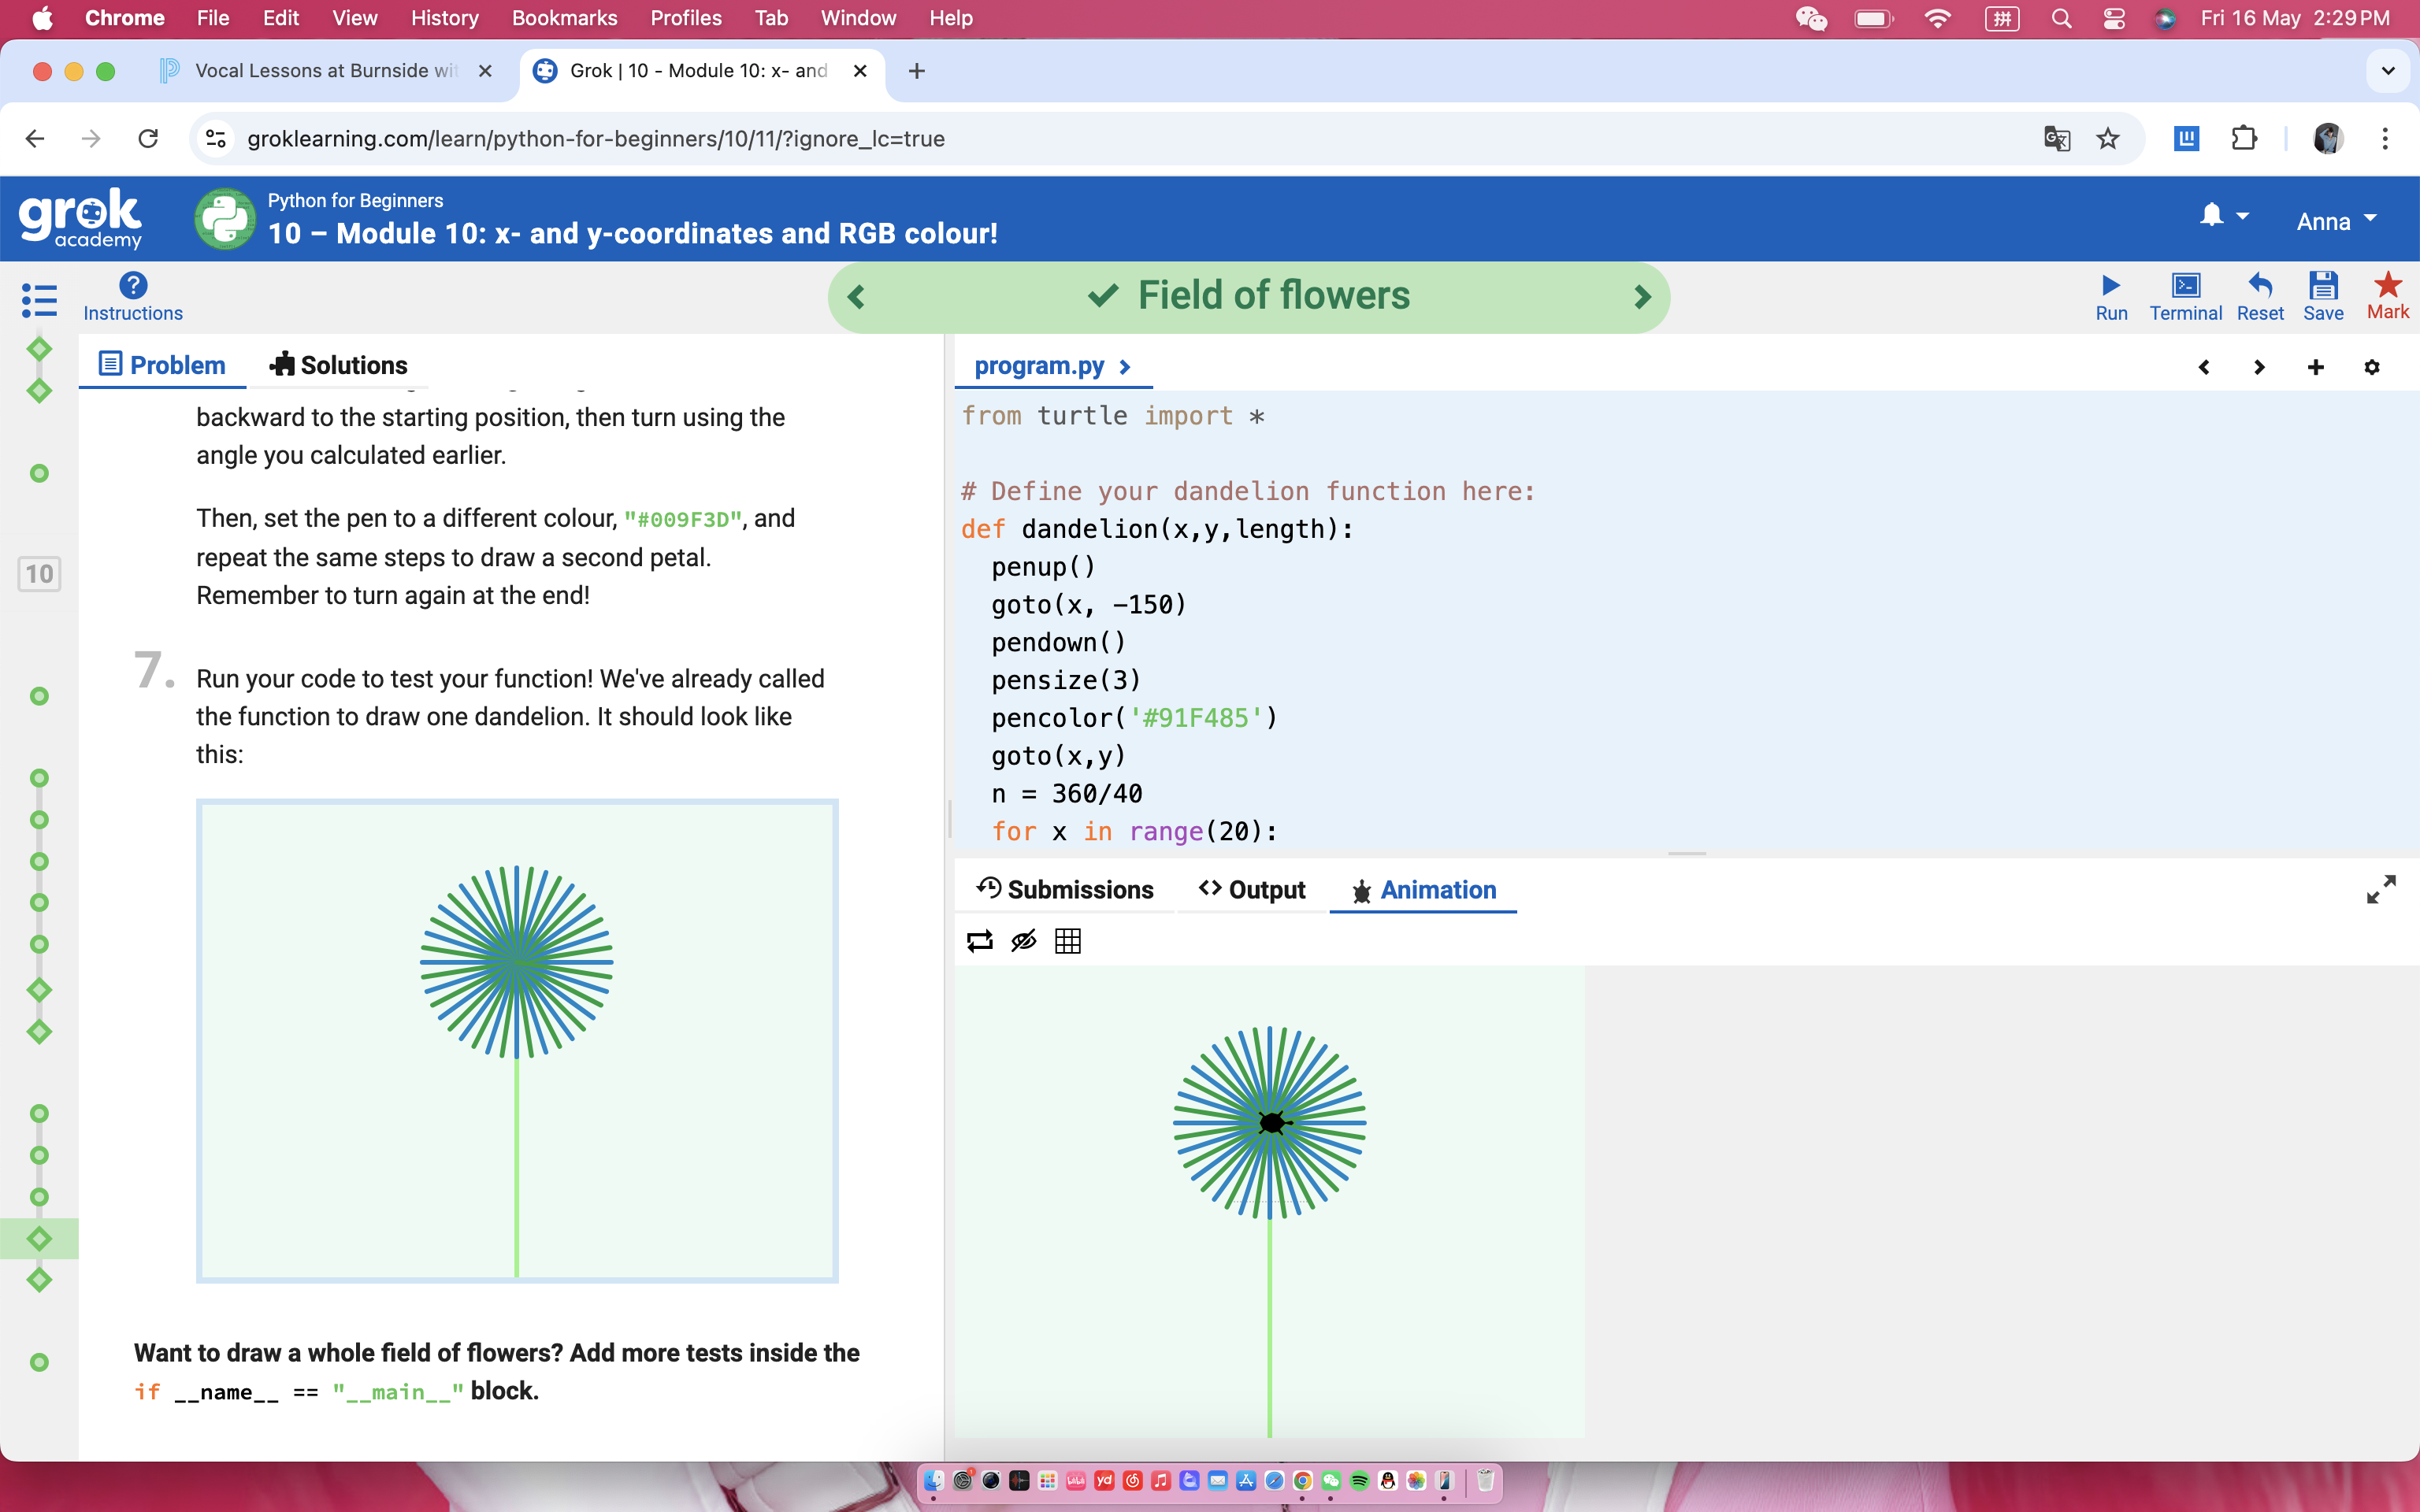 Chrome File Edit View History Bookmarks Profiles Tab Window Help 拼 Fri 16 May 2:29 PM
Vocal Lessons at Burnside wit Grok | 10 - Module 10: x- and
groklearning.com/learn/python-for-beginners/10/11/?ignore_lc=true
grok academy
Python for Beginners
10 – Module 10: x- and y-coordinates and RGB colour!
Anna
Instructions
Field of flowers
Run Terminal Reset Save Mark
Problem Solutions
10
backward to the starting position, then turn using the
angle you calculated earlier.
Then, set the pen to a different colour, "#009F3D", and
repeat the same steps to draw a second petal.
Remember to turn again at the end!
7. Run your code to test your function! We've already called
the function to draw one dandelion. It should look like
this:
Want to draw a whole field of flowers? Add more tests inside the
if __name__ == "__main__" block.
program.py
from turtle import *
# Define your dandelion function here:
def dandelion(x,y,length):
  penup()
  goto(x, -150)
  pendown()
  pensize(3)
  pencolor('#91F485')
  goto(x,y)
  n = 360/40
  for x in range(20):
Submissions Output Animation
yd